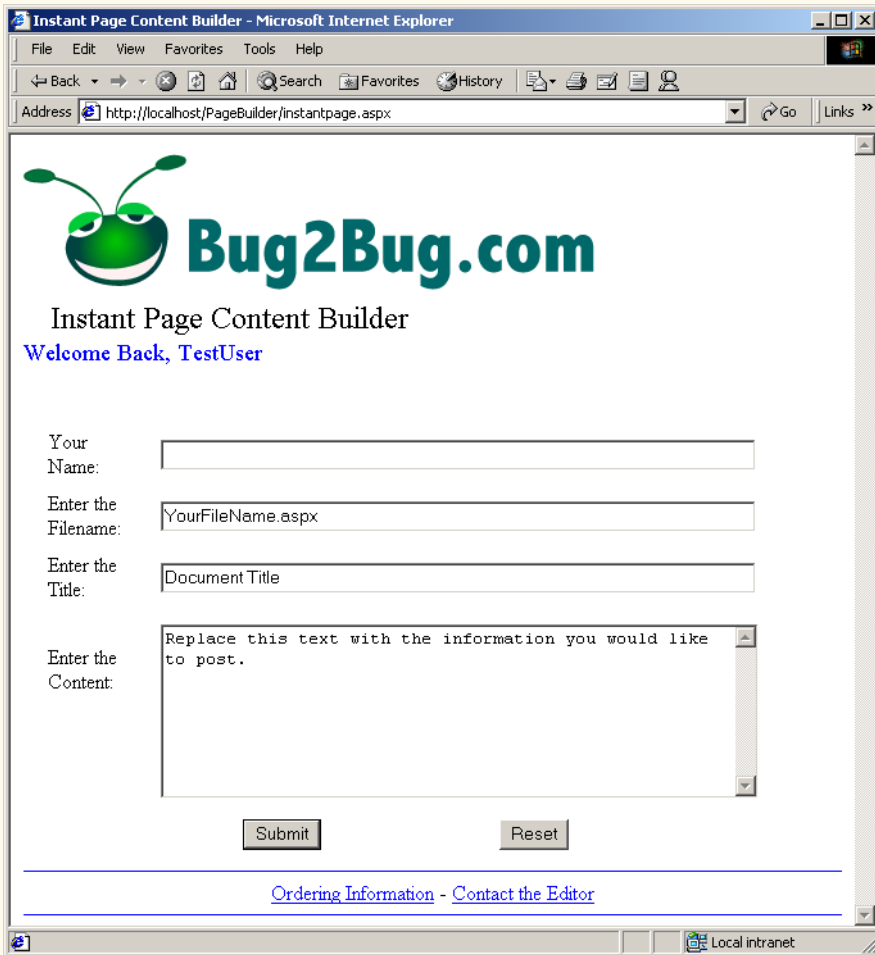 Instant Page Content Builder - Microsoft Internet Explorer
File Edit View Favorites Tools Help
Back Search Favorites History
Address http://localhost/PageBuilder/instantpage.aspx Go Links »
Bug2Bug.com
Instant Page Content Builder
Welcome Back, TestUser
Your
Name:
Enter the
Filename:
YourFileName.aspx
Enter the
Title:
Document Title
Enter the
Content:
Replace this text with the information you would like
to post.
Submit Reset
Ordering Information - Contact the Editor
Local intranet